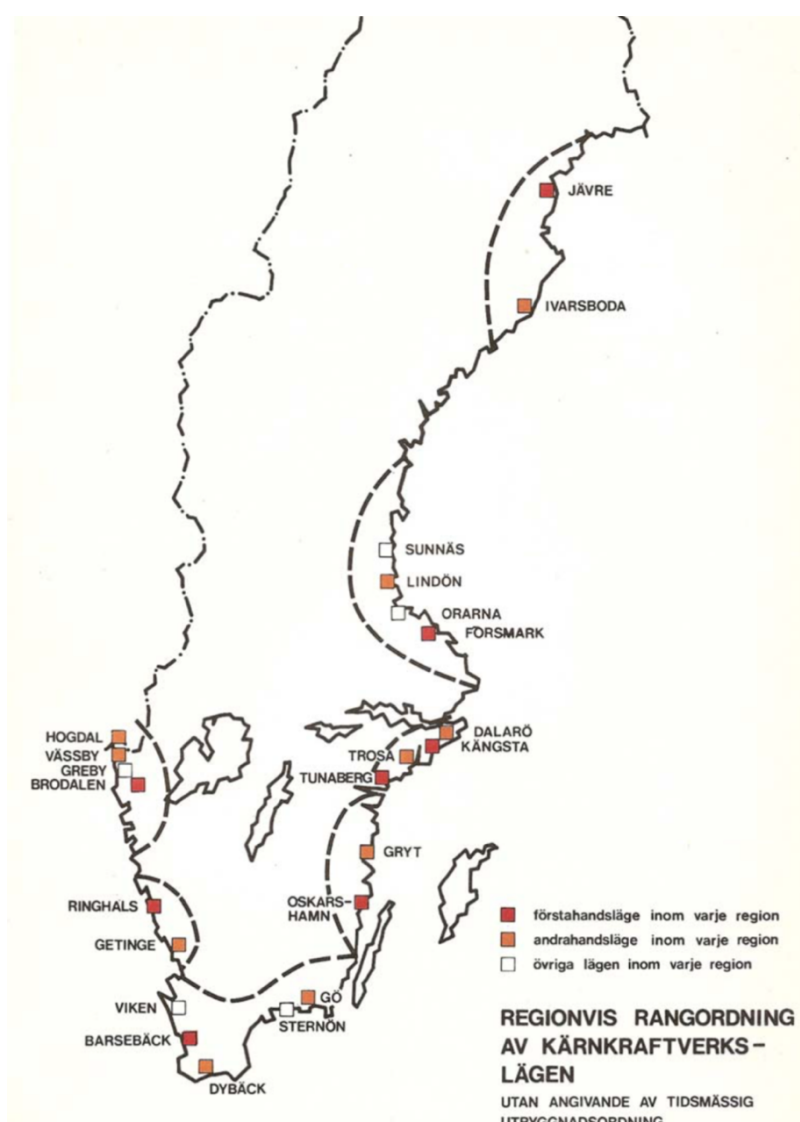 JÄVRE
IVARSBODA
SUNNÄS
LINDÖN
ORARNA
FORSMARK
HOGDAL
VÄSSBY
GREBY
BRODALEN
DALARÖ
KÄNGSTA
TROSA
TUNABERG
GRYT
OSKARS-
HAMN
RINGHALS
GETINGE
VIKEN
GÖ
STERNÖN
BARSEBÄCK
DYBÄCK
förstahandsläge inom varje region
andrahandsläge inom varje region
övriga lägen inom varje region
REGIONVIS RANGORDNING
AV KÄRNKRAFTVERKS-
LÄGEN
UTAN ANGIVANDE AV TIDSMÄSSIG
UTBYGGNADSORDNING